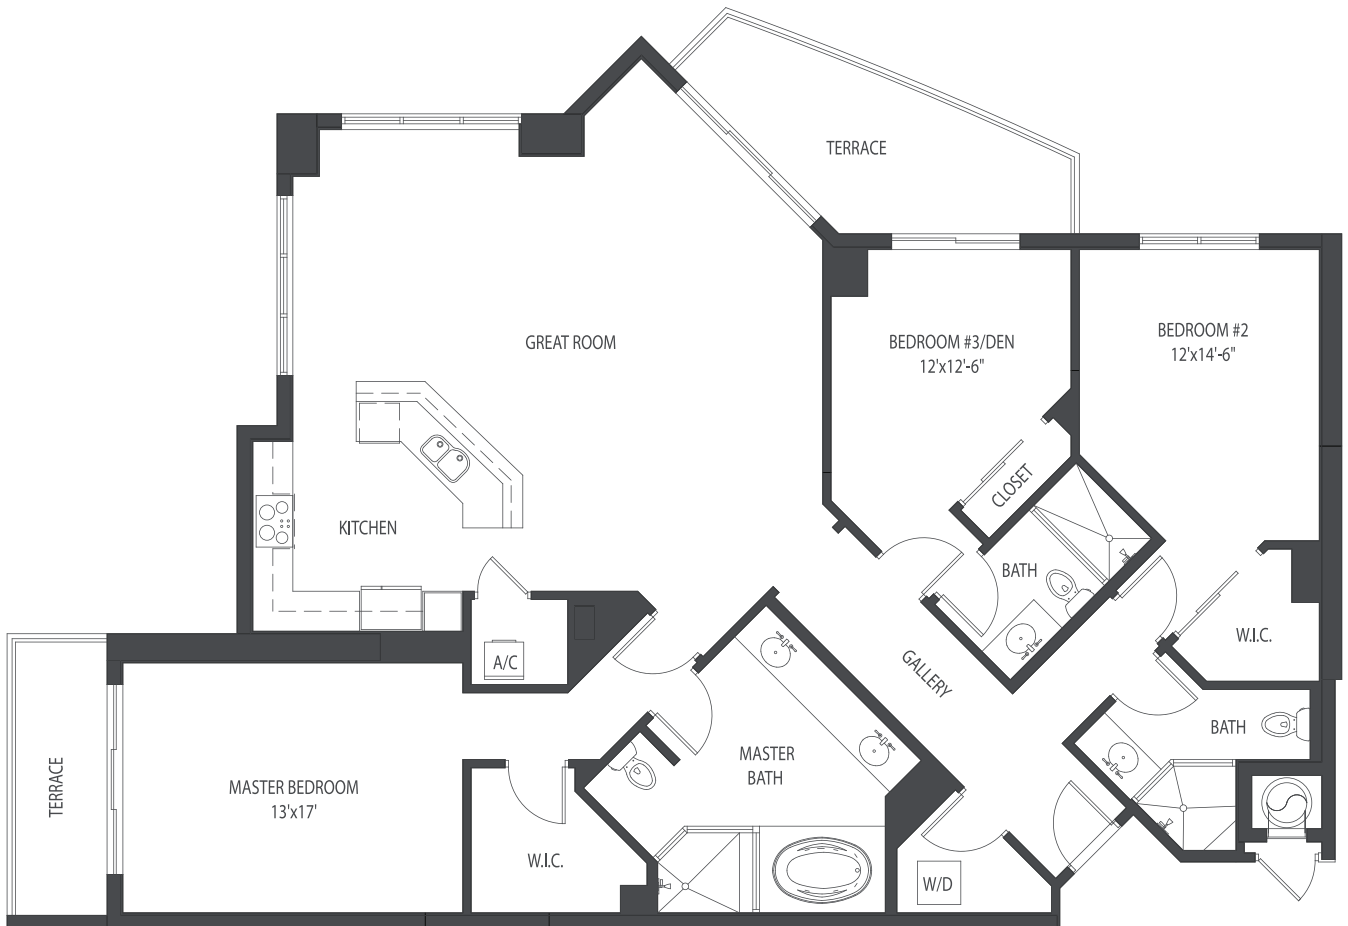 TERRACE
GREAT ROOM
BEDROOM #3/DEN
12'x12'-6"
BEDROOM #2
12'x14'-6"
CLOSET
KITCHEN
BATH
W.I.C.
A/C
GALLERY
BATH
MASTER
BATH
TERRACE
MASTER BEDROOM
13'x17'
W.I.C.
W/D